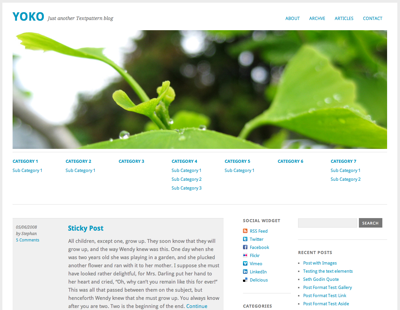 YOKO Just another Textpattern blog
ABOUT ARCHIVE ARTICLES CONTACT
CATEGORY 1 CATEGORY 2 CATEGORY 3 CATEGORY 4 CATEGORY 5 CATEGORY 6 CATEGORY 7
Sub Category 1 Sub Category 1 Sub Category 1 Sub Category 1 Sub Category 1
Sub Category 2 Sub Category 2
Sub Category 3
by Stephan
5 Comments
Sticky Post
All children, except one, grow up. They soon know that they will
grow up, and the way Wendy knew was this. One day when she
was two years old she was playing in a garden, and she plucked
another flower and ran with it to her mother. I suppose she must
have looked rather delightful, for Mrs. Darling put her hand to
her heart and cried, “Oh, why can’t you remain like this for ever!”
This was all that passed between them on the subject, but
henceforth Wendy knew that she must grow up. You always know
after you are two. Two is the beginning of the end. Continue
SOCIAL WIDGET
RSS Feed
Twitter
Facebook
Flickr
Vimeo
LinkedIn
Delicious
CATEGORIES
SEARCH
RECENT POSTS
Post with Images
Testing the text elements
Seth Godin Quote
Post Format Test: Gallery
Post Format Test: Link
Post Format Test: Aside